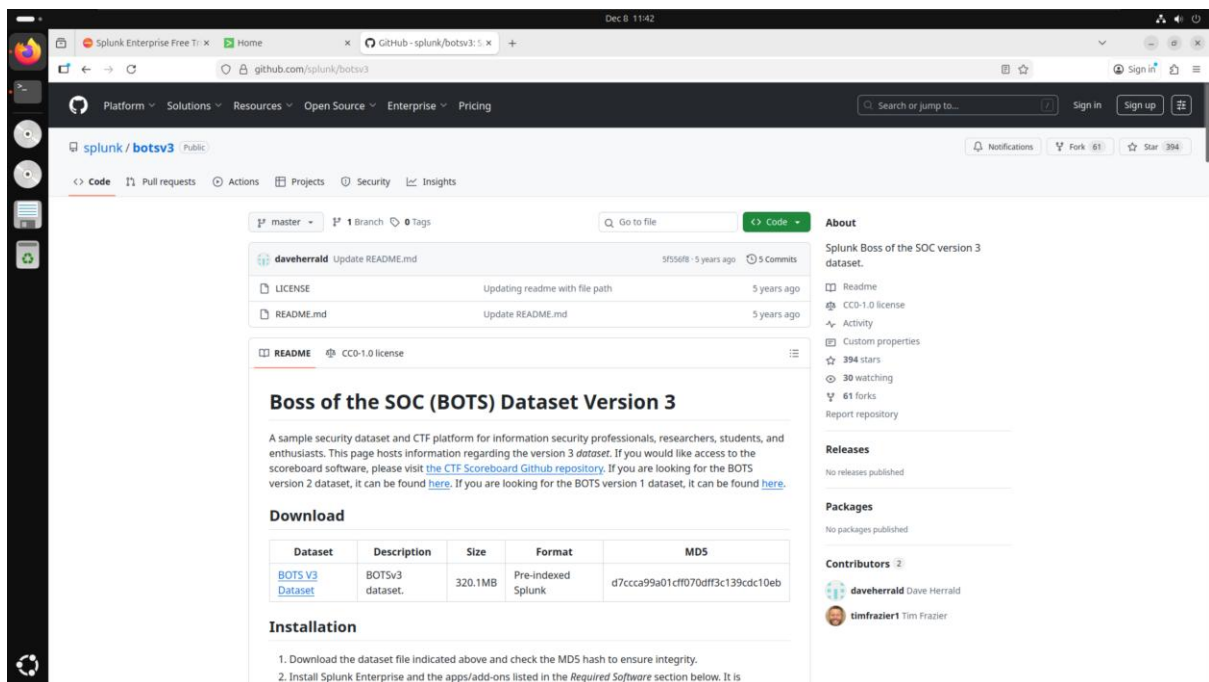 Dec 8 11:42
Splunk Enterprise Free Tr
Home
GitHub - splunk/botsv3: S
github.com/splunk/botsv3
Sign in
Platform
Solutions
Resources
Open Source
Enterprise
Pricing
Search or jump to...
Sign in
Sign up
splunk / botsv3
Public
Notifications
Fork 61
Star 394
Code
Pull requests
Actions
Projects
Security
Insights
master
1 Branch
0 Tags
Go to file
Code
daveherrald Update README.md
5f556f8 · 5 years ago
5 Commits
LICENSE
Updating readme with file path
5 years ago
README.md
Update README.md
5 years ago
README
CC0-1.0 license
Boss of the SOC (BOTS) Dataset Version 3
A sample security dataset and CTF platform for information security professionals, researchers, students, and
enthusiasts. This page hosts information regarding the version 3 dataset. If you would like access to the
scoreboard software, please visit the CTF Scoreboard Github repository. If you are looking for the BOTS
version 2 dataset, it can be found here. If you are looking for the BOTS version 1 dataset, it can be found here.
Download
Dataset Description Size Format MD5
BOTS V3 Dataset
BOTSv3 dataset.
320.1MB
Pre-indexed Splunk
d7ccca99a01cff070dff3c139cdc10eb
Installation
1. Download the dataset file indicated above and check the MD5 hash to ensure integrity.
2. Install Splunk Enterprise and the apps/add-ons listed in the Required Software section below. It is
About
Splunk Boss of the SOC version 3
dataset.
Readme
CC0-1.0 license
Activity
Custom properties
394 stars
30 watching
61 forks
Report repository
Releases
No releases published
Packages
No packages published
Contributors 2
daveherrald Dave Herrald
timfrazier1 Tim Frazier